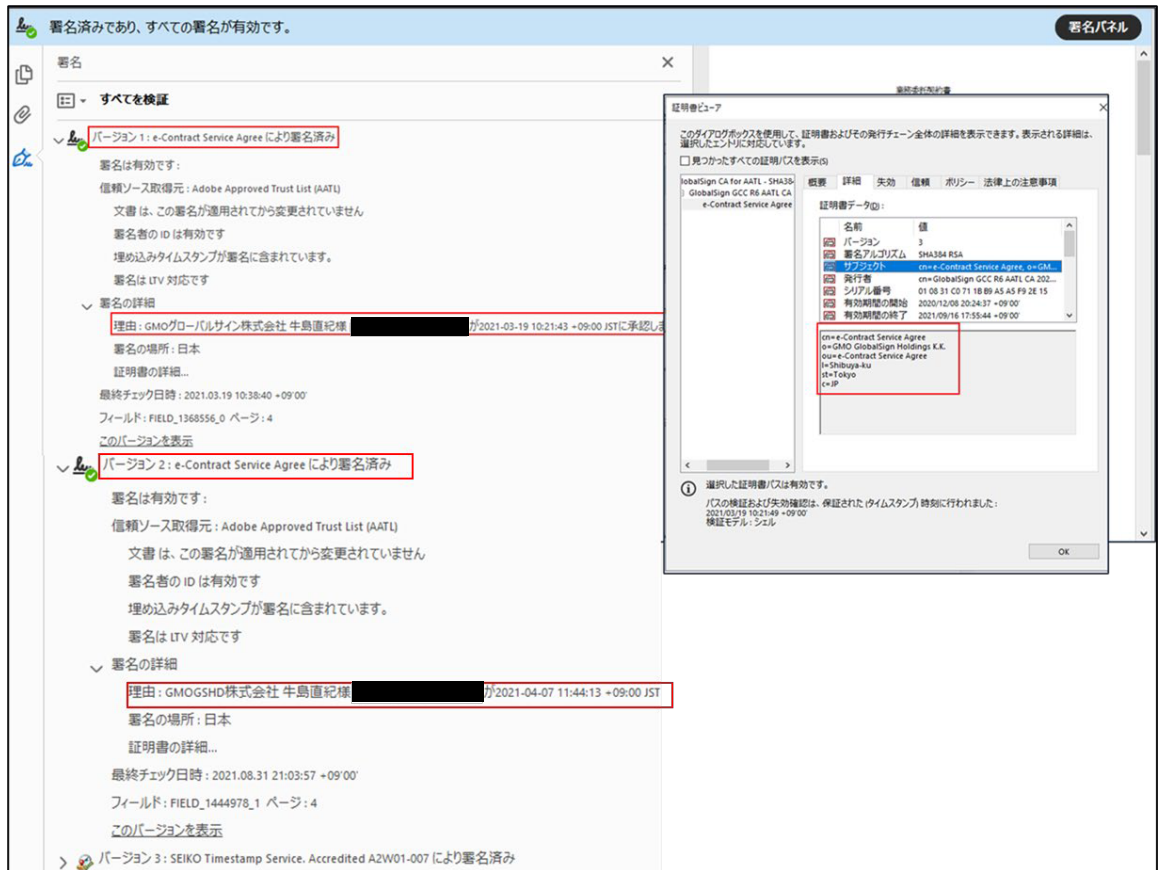 署名済みであり、すべての署名が有効です。
署名パネル
署名
すべてを検証
バージョン 1 : e-Contract Service Agree により署名済み
署名は有効です :
信頼ソース取得元 : Adobe Approved Trust List (AATL)
文書 は、この署名が適用されてから変更されていません
署名者の ID は有効です
埋め込みタイムスタンプが署名に含まれています。
署名は LTV 対応です
署名の詳細
理由 : GMOグローバルサイン株式会社 牛島直紀様
が2021-03-19 10:21:43 +09:00 JSTに承認しま
署名の場所 : 日本
証明書の詳細...
最終チェック日時 : 2021.03.19 10:38:40 +09'00'
フィールド : FIELD_1368556_0 ページ : 4
このバージョンを表示
バージョン 2 : e-Contract Service Agree により署名済み
署名は有効です :
信頼ソース取得元 : Adobe Approved Trust List (AATL)
文書 は、この署名が適用されてから変更されていません
署名者の ID は有効です
埋め込みタイムスタンプが署名に含まれています。
署名は LTV 対応です
署名の詳細
理由 : GMOGSHD株式会社 牛島直紀様
が2021-04-07 11:44:13 +09:00 JST
署名の場所 : 日本
証明書の詳細...
最終チェック日時 : 2021.08.31 21:03:57 +09'00'
フィールド : FIELD_1444978_1 ページ : 4
このバージョンを表示
バージョン 3 : SEIKO Timestamp Service. Accredited A2W01-007 により署名済み
業務委託契約書
証明書ビューア
このダイアログボックスを使用して、証明書およびその発行チェーン全体の詳細を表示できます。表示される詳細は、
選択したエントリに対応しています。
見つかったすべての証明パスを表示(S)
lobalSign CA for AATL - SHA38
GlobalSign GCC R6 AATL CA
e-Contract Service Agree
概要 詳細 失効 信頼 ポリシー 法律上の注意事項
証明書データ(D) :
名前 値
バージョン 3
署名アルゴリズム SHA384 RSA
サブジェクト cn=e-Contract Service Agree, o=GM...
発行者 cn=GlobalSign GCC R6 AATL CA 202...
シリアル番号 01 08 31 C0 71 1B B9 A5 A5 F9 2E 15
有効期間の開始 2020/12/08 20:24:37 +09'00'
有効期間の終了 2021/09/16 17:55:44 +09'00'
cn=e-Contract Service Agree
o=GMO GlobalSign Holdings K.K.
ou=e-Contract Service Agree
l=Shibuya-ku
st=Tokyo
c=JP
選択した証明書パスは有効です。
パスの検証および失効確認は、保証された (タイムスタンプ) 時刻に行われました :
2021/03/19 10:21:49 +09'00'
検証モデル : シェル
OK